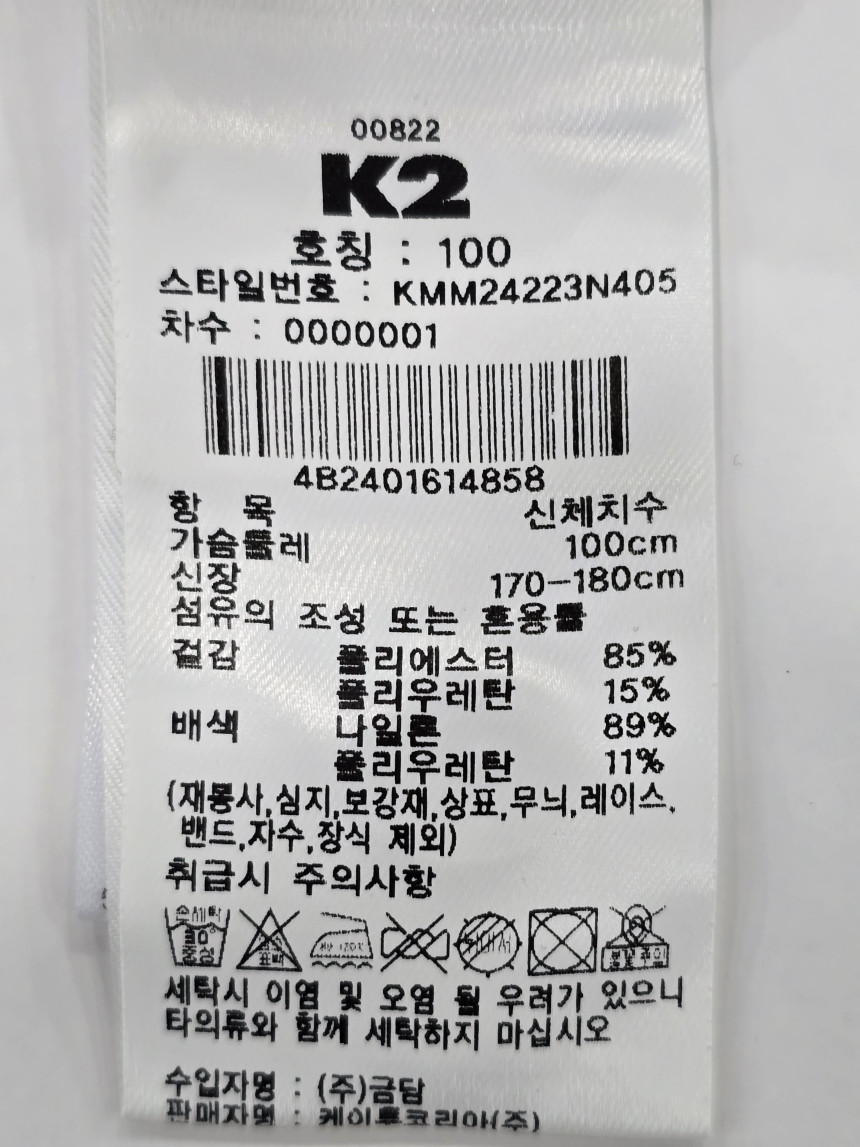 00822
K2
호칭 : 100
스타일번호 : KMM24223N405
차수 : 0000001
4B2401614858
항 목 신체치수
가슴둘레 100cm
신장 170-180cm
섬유의 조성 또는 혼용률
겉감 폴리에스터 85%
폴리우레탄 15%
배색 나일론 89%
폴리우레탄 11%
(재봉사,심지,보강재,상표,무늬,레이스,
밴드,자수,장식 제외)
취급시 주의사항
손세탁
중성
표백
세탁시 이염 및 오염 될 우려가 있으니
타의류와 함께 세탁하지 마십시오
수입자명 : (주)금담
판매자명 : 케이투코리아(주)